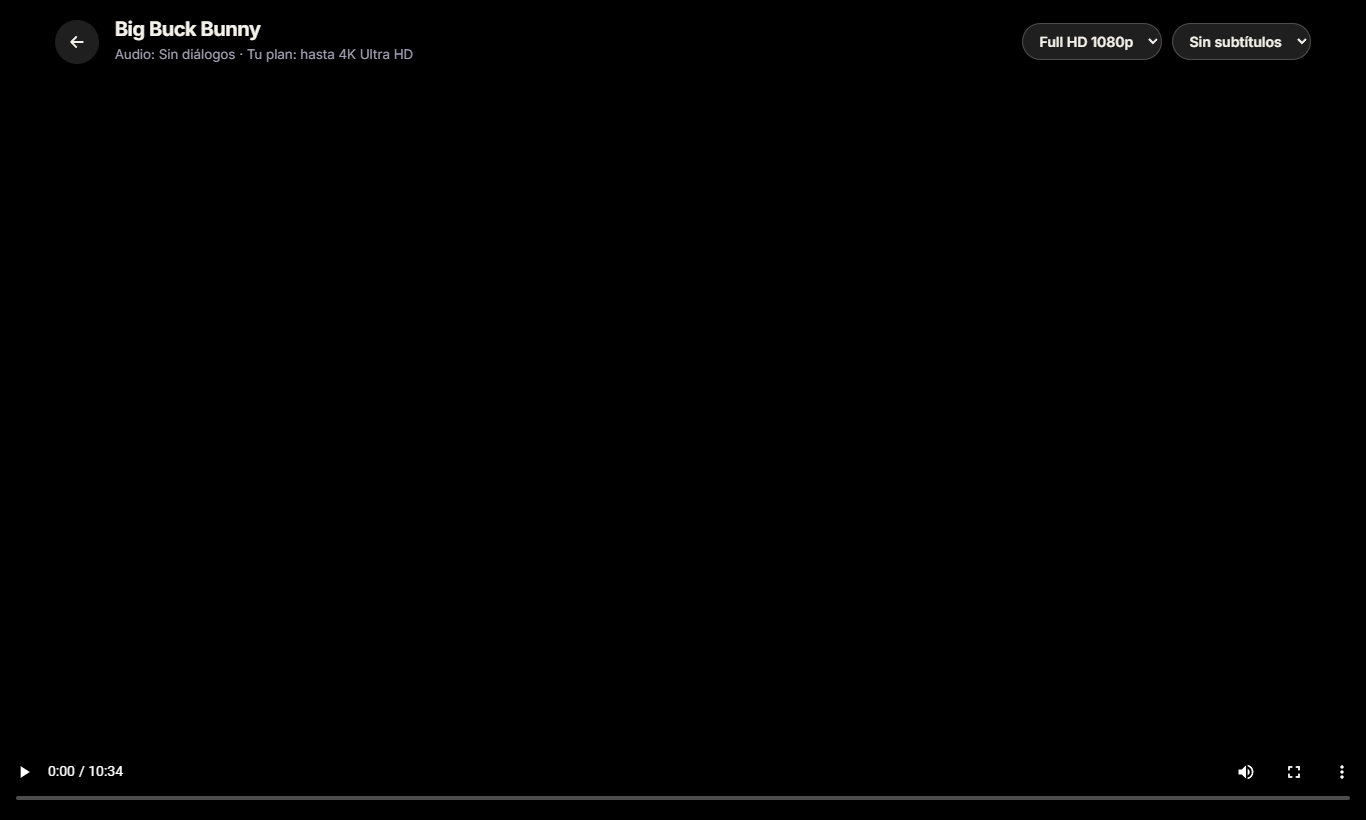 Big Buck Bunny
Audio: Sin diálogos · Tu plan: hasta 4K Ultra HD
Full HD 1080p
Sin subtítulos
0:00 / 10:34